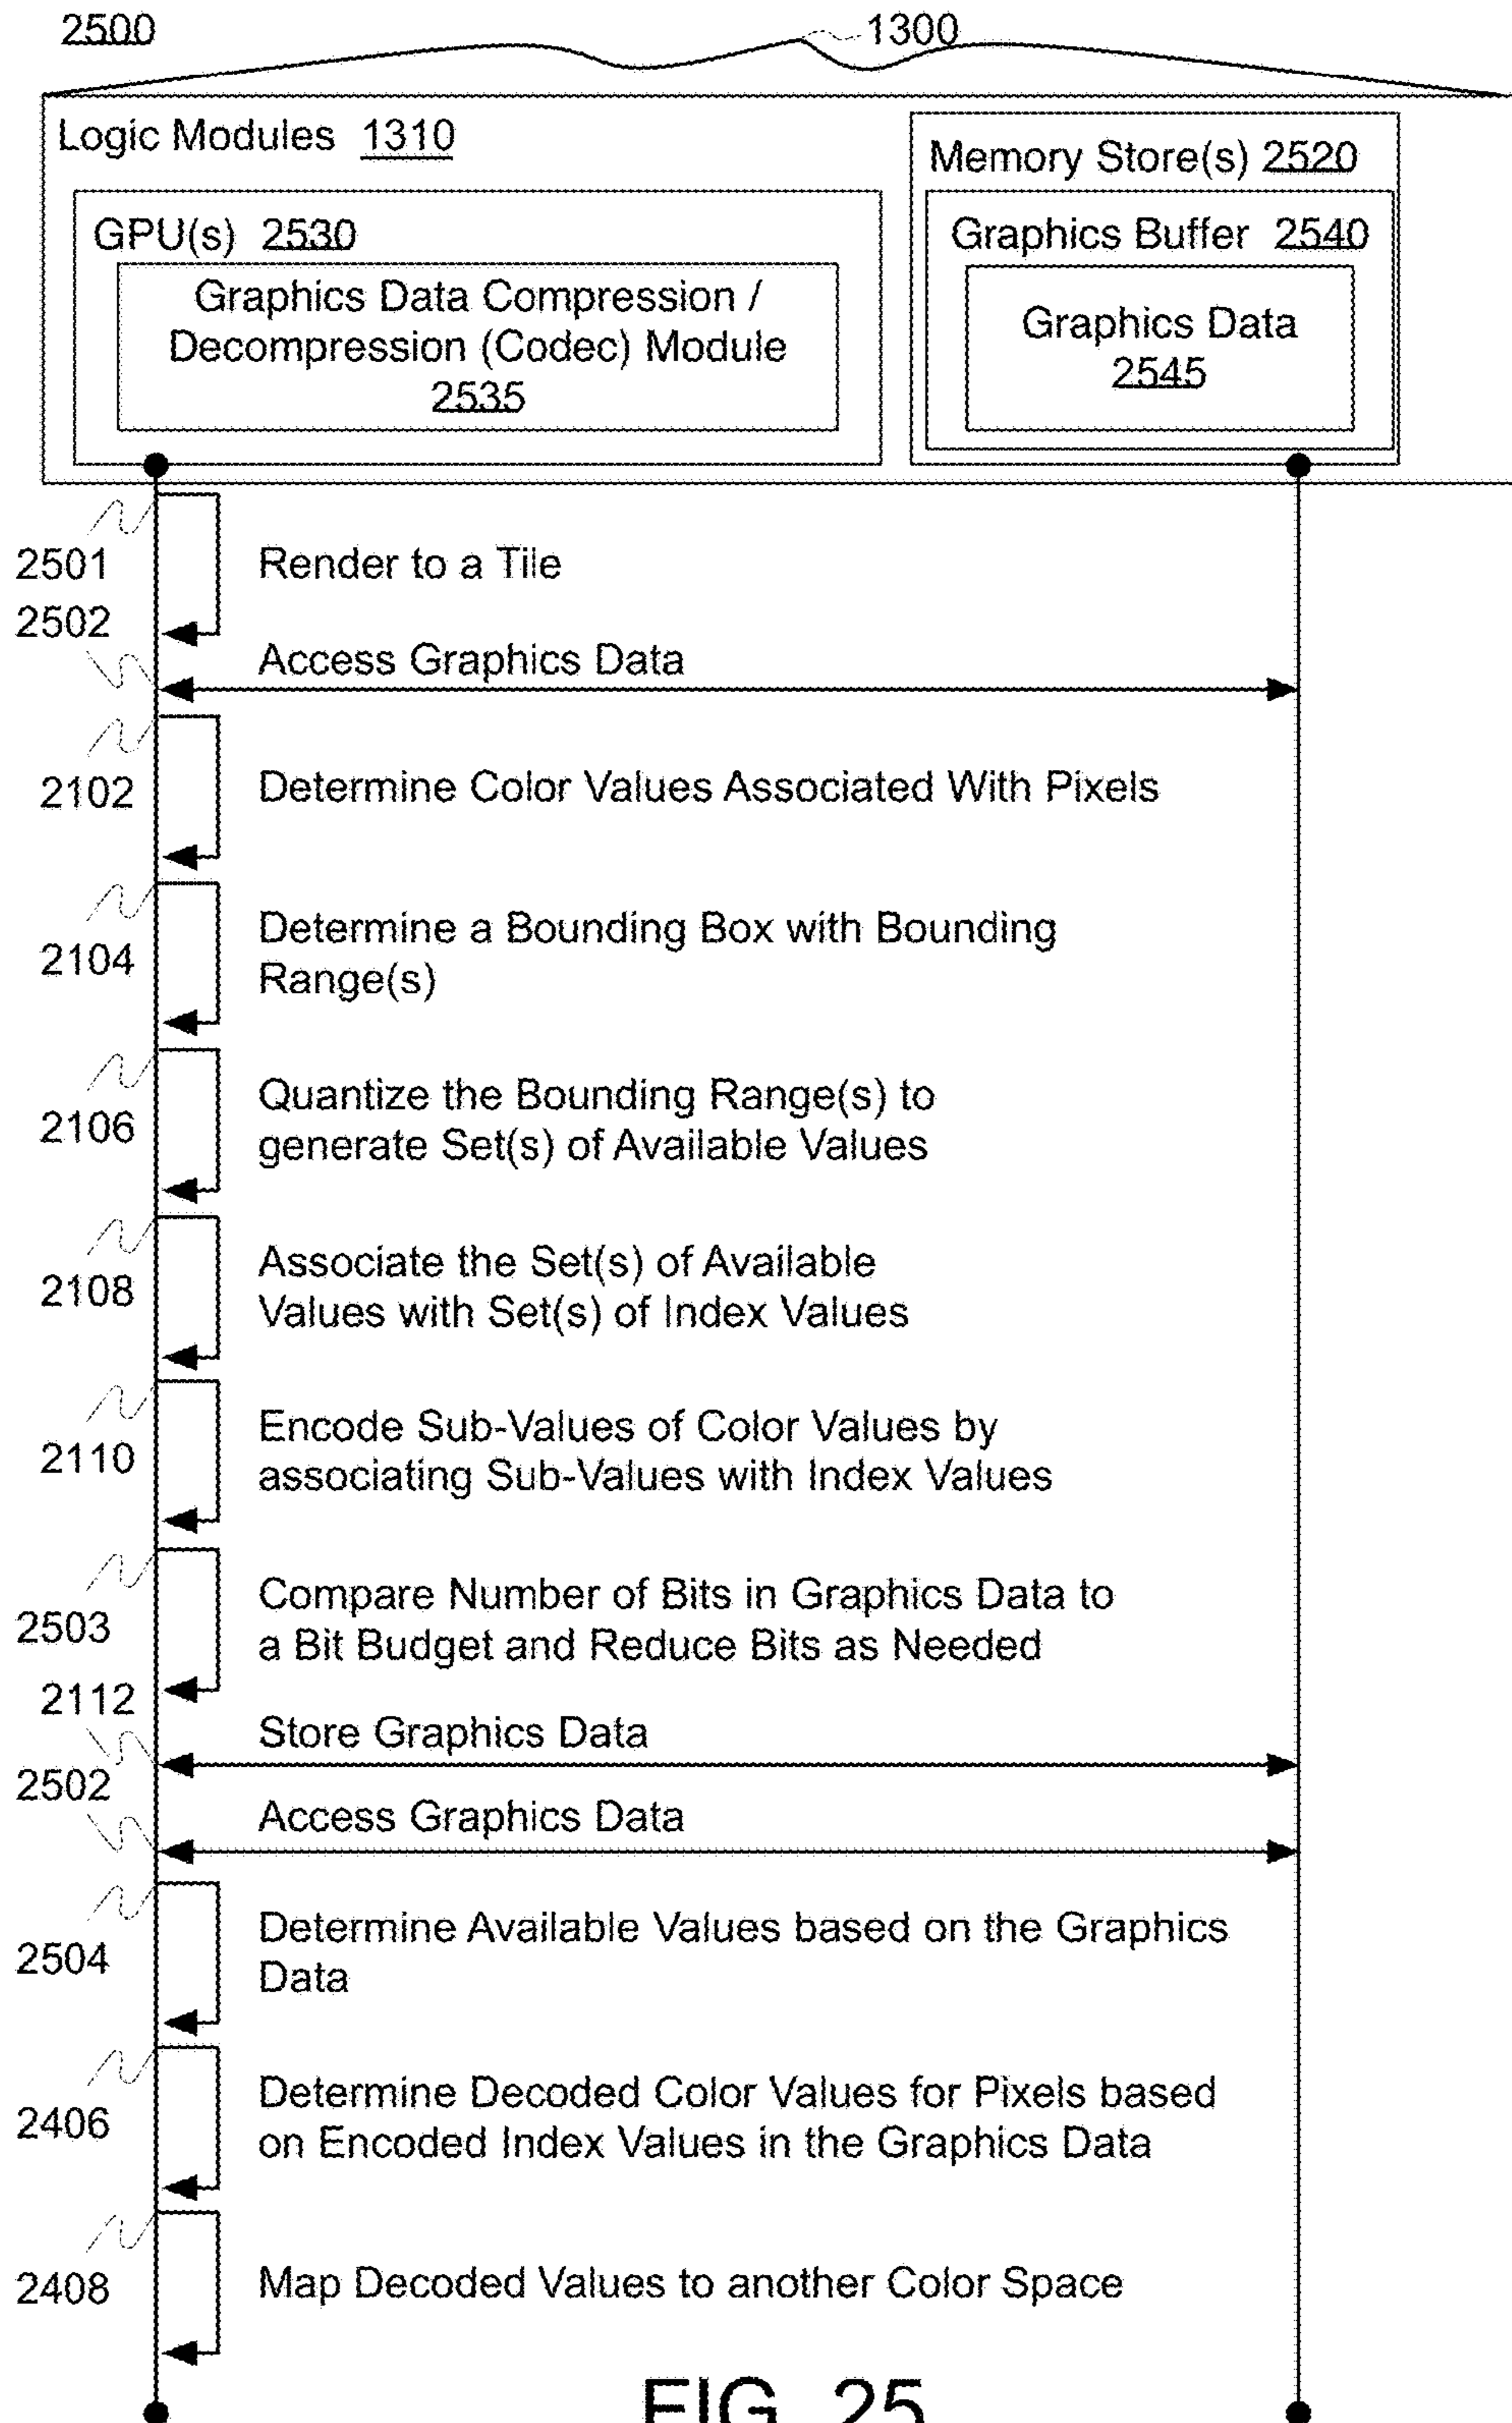 2500
1300
Logic Modules 1310
Memory Store(s) 2520
GPU(s) 2530
Graphics Buffer 2540
Graphics Data Compression /
Decompression (Codec) Module
2535
Graphics Data
2545
2501
Render to a Tile
2502
Access Graphics Data
2102
Determine Color Values Associated With Pixels
2104
Determine a Bounding Box with Bounding
Range(s)
2106
Quantize the Bounding Range(s) to
generate Set(s) of Available Values
2108
Associate the Set(s) of Available
Values with Set(s) of Index Values
2110
Encode Sub-Values of Color Values by
associating Sub-Values with Index Values
2503
Compare Number of Bits in Graphics Data to
a Bit Budget and Reduce Bits as Needed
2112
Store Graphics Data
2502
Access Graphics Data
2504
Determine Available Values based on the Graphics
Data
2406
Determine Decoded Color Values for Pixels based
on Encoded Index Values in the Graphics Data
2408
Map Decoded Values to another Color Space
FIG. 25